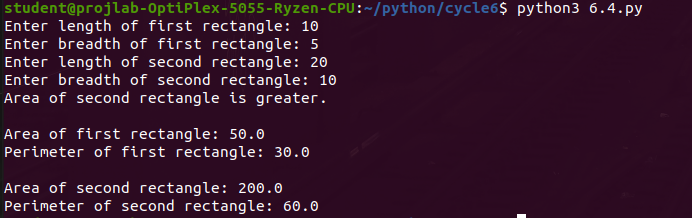 student@projlab-OptiPlex-5055-Ryzen-CPU:~/python/cycle6$ python3 6.4.py
Enter length of first rectangle: 10
Enter breadth of first rectangle: 5
Enter length of second rectangle: 20
Enter breadth of second rectangle: 10
Area of second rectangle is greater.

Area of first rectangle: 50.0
Perimeter of first rectangle: 30.0

Area of second rectangle: 200.0
Perimeter of second rectangle: 60.0